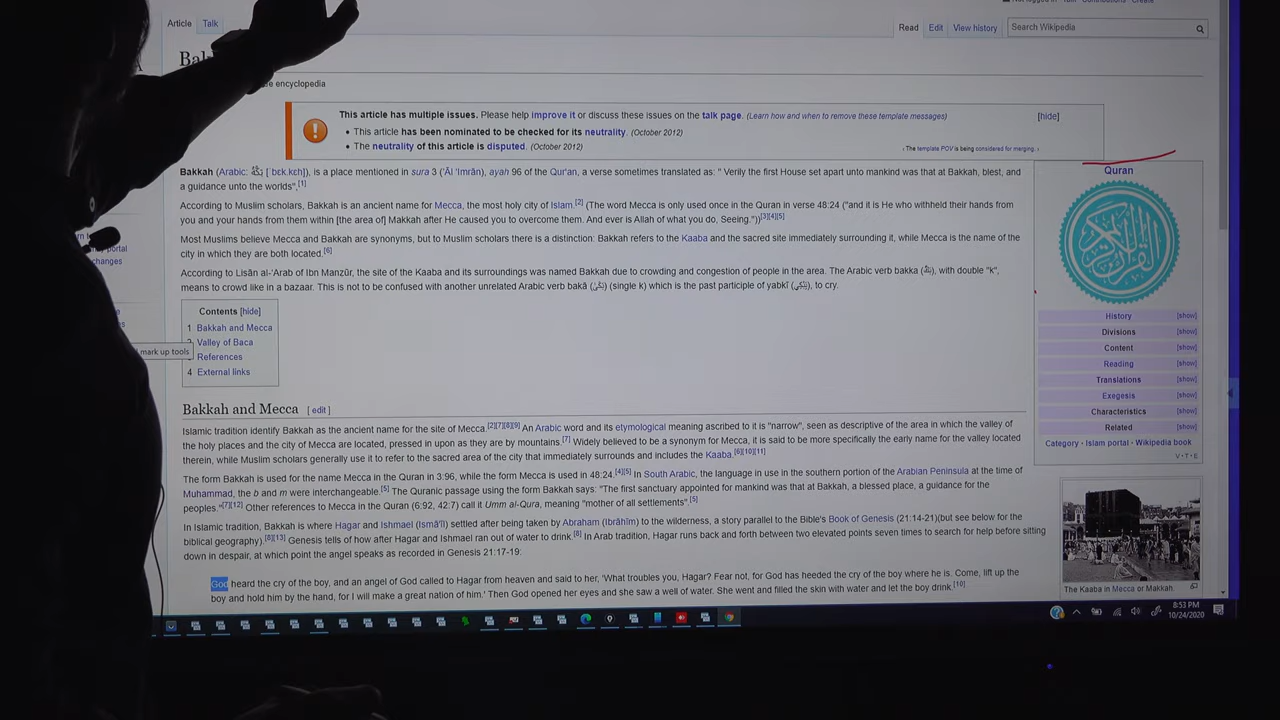 Article Talk
Read Edit View history Search Wikipedia
encyclopedia
This article has multiple issues. Please help improve it or discuss these issues on the talk page. (Learn how and when to remove these template messages) [hide]
• This article has been nominated to be checked for its neutrality. (October 2012)
• The neutrality of this article is disputed. (October 2012)
‹ The template POV is being considered for merging. ›
Bakkah (Arabic: [ˈbɛk.kɛh]), is a place mentioned in sura 3 ('Āl 'Imrān), ayah 96 of the Qur'an, a verse sometimes translated as: " Verily the first House set apart unto mankind was that at Bakkah, blest, and
a guidance unto the worlds".[1]
According to Muslim scholars, Bakkah is an ancient name for Mecca, the most holy city of Islam.[2] (The word Mecca is only used once in the Quran in verse 48:24 ("and it is He who withheld their hands from
you and your hands from them within [the area of] Makkah after He caused you to overcome them. And ever is Allah of what you do, Seeing."))[3][4][5]
Most Muslims believe Mecca and Bakkah are synonyms, but to Muslim scholars there is a distinction: Bakkah refers to the Kaaba and the sacred site immediately surrounding it, while Mecca is the name of the
city in which they are both located.[6]
According to Lisān al-'Arab of Ibn Manzūr, the site of the Kaaba and its surroundings was named Bakkah due to crowding and congestion of people in the area. The Arabic verb bakka (), with double "k",
means to crowd like in a bazaar. This is not to be confused with another unrelated Arabic verb bakā () (single k) which is the past participle of yabkī (), to cry.
Contents [hide]
1 Bakkah and Mecca
2 Valley of Baca
References
4 External links
mark up tools
changes
Bakkah and Mecca [ edit ]
Islamic tradition identify Bakkah as the ancient name for the site of Mecca.[2][7][8][9] An Arabic word and its etymological meaning ascribed to it is "narrow", seen as descriptive of the area in which the valley of
the holy places and the city of Mecca are located, pressed in upon as they are by mountains.[7] Widely believed to be a synonym for Mecca, it is said to be more specifically the early name for the valley located
therein, while Muslim scholars generally use it to refer to the sacred area of the city that immediately surrounds and includes the Kaaba.[6][10][11]
The form Bakkah is used for the name Mecca in the Quran in 3:96, while the form Mecca is used in 48:24.[4][5] In South Arabic, the language in use in the southern portion of the Arabian Peninsula at the time of
Muhammad, the b and m were interchangeable.[5] The Quranic passage using the form Bakkah says: "The first sanctuary appointed for mankind was that at Bakkah, a blessed place, a guidance for the
peoples."[7][12] Other references to Mecca in the Quran (6:92, 42:7) call it Umm al-Qura, meaning "mother of all settlements".[5]
In Islamic tradition, Bakkah is where Hagar and Ishmael (Ismā'īl) settled after being taken by Abraham (Ibrāhīm) to the wilderness, a story parallel to the Bible's Book of Genesis (21:14-21)(but see below for the
biblical geography).[8][13] Genesis tells of how after Hagar and Ishmael ran out of water to drink.[8] In Arab tradition, Hagar runs back and forth between two elevated points seven times to search for help before sitting
down in despair, at which point the angel speaks as recorded in Genesis 21:17-19:
God heard the cry of the boy, and an angel of God called to Hagar from heaven and said to her, 'What troubles you, Hagar? Fear not, for God has heeded the cry of the boy where he is. Come, lift up the
boy and hold him by the hand, for I will make a great nation of him.' Then God opened her eyes and she saw a well of water. She went and filled the skin with water and let the boy drink.[10]
Quran
History [show]
Divisions [show]
Content [show]
Reading [show]
Translations [show]
Exegesis [show]
Characteristics [show]
Related [show]
Category · Islam portal · Wikipedia book
V · T · E
The Kaaba in Mecca or Makkah
8:53 PM
10/24/2020